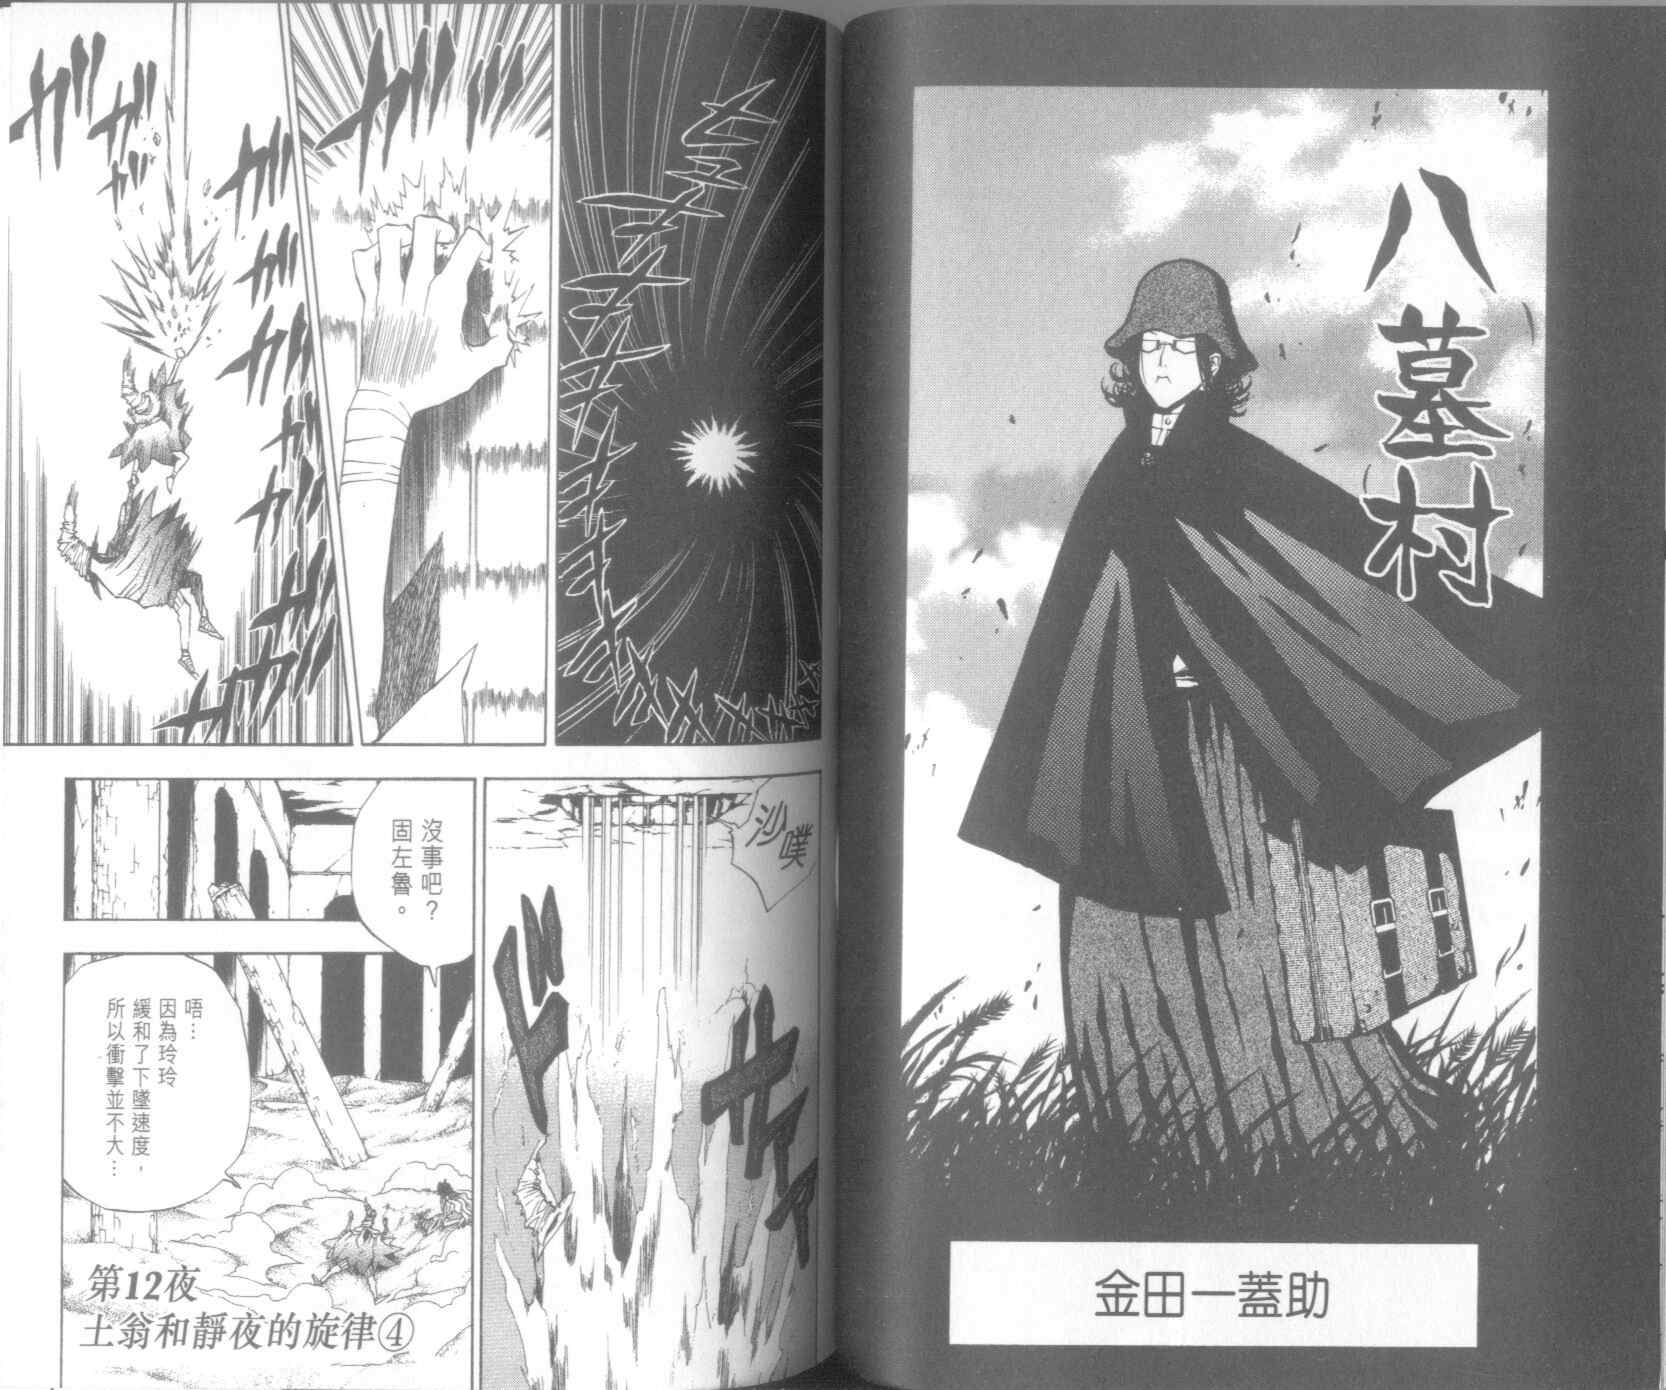 八墓村
金田一蓋助
沙噗
沒事吧？
固左魯。
唔…
因為玲玲
緩和了下墜速度，
所以衝擊並不大…
第12夜
土翁和靜夜的旋律④